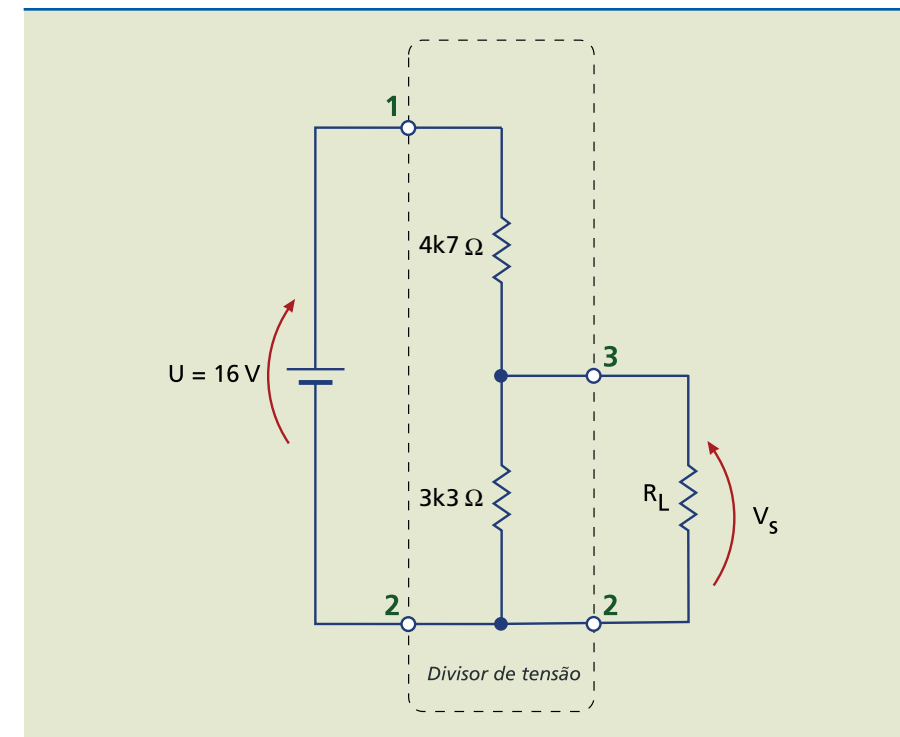 1
4k7 Ω
3
U = 16 V
3k3 Ω
RL
Vs
2
2
Divisor de tensão